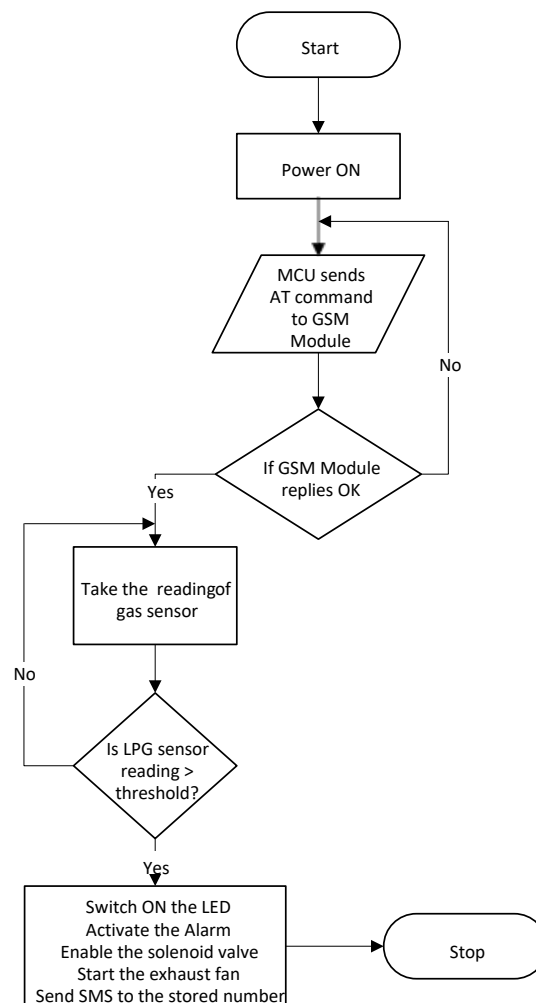 Start
Power ON
MCU sends
AT command
to GSM
Module
No
If GSM Module
replies OK
Yes
Take the  readingof
gas sensor
No
Is LPG sensor
reading >
threshold?
Yes
Switch ON the LED
Activate the Alarm
Enable the solenoid valve
Start the exhaust fan
Send SMS to the stored number
Stop